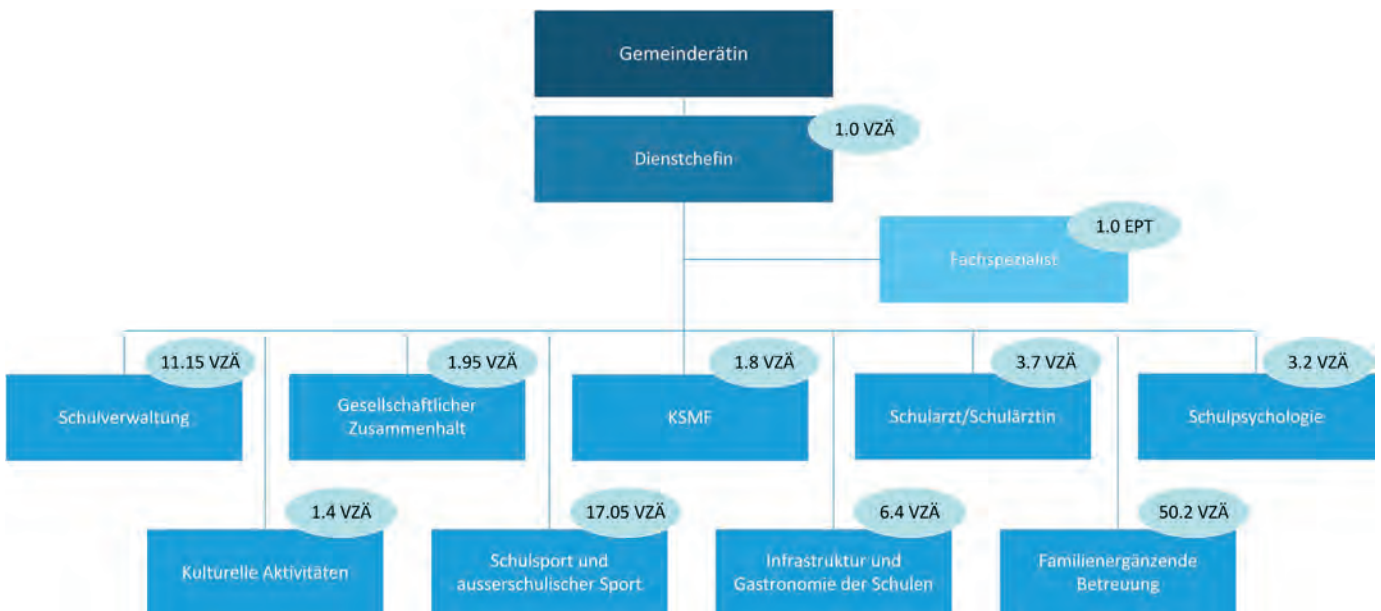 Gemeinderätin
1.0 VZÄ
Dienstchefin
1.0 EPT
Fachspezialist
11.15 VZÄ
Schulverwaltung
1.95 VZÄ
Gesellschaftlicher
Zusammenhalt
1.8 VZÄ
KSMF
3.7 VZÄ
Schularzt/Schulärztin
3.2 VZÄ
Schulpsychologie
1.4 VZÄ
Kulturelle Aktivitäten
17.05 VZÄ
Schulsport und
ausserschulischer Sport
6.4 VZÄ
Infrastruktur und
Gastronomie der Schulen
50.2 VZÄ
Familienergänzende
Betreuung